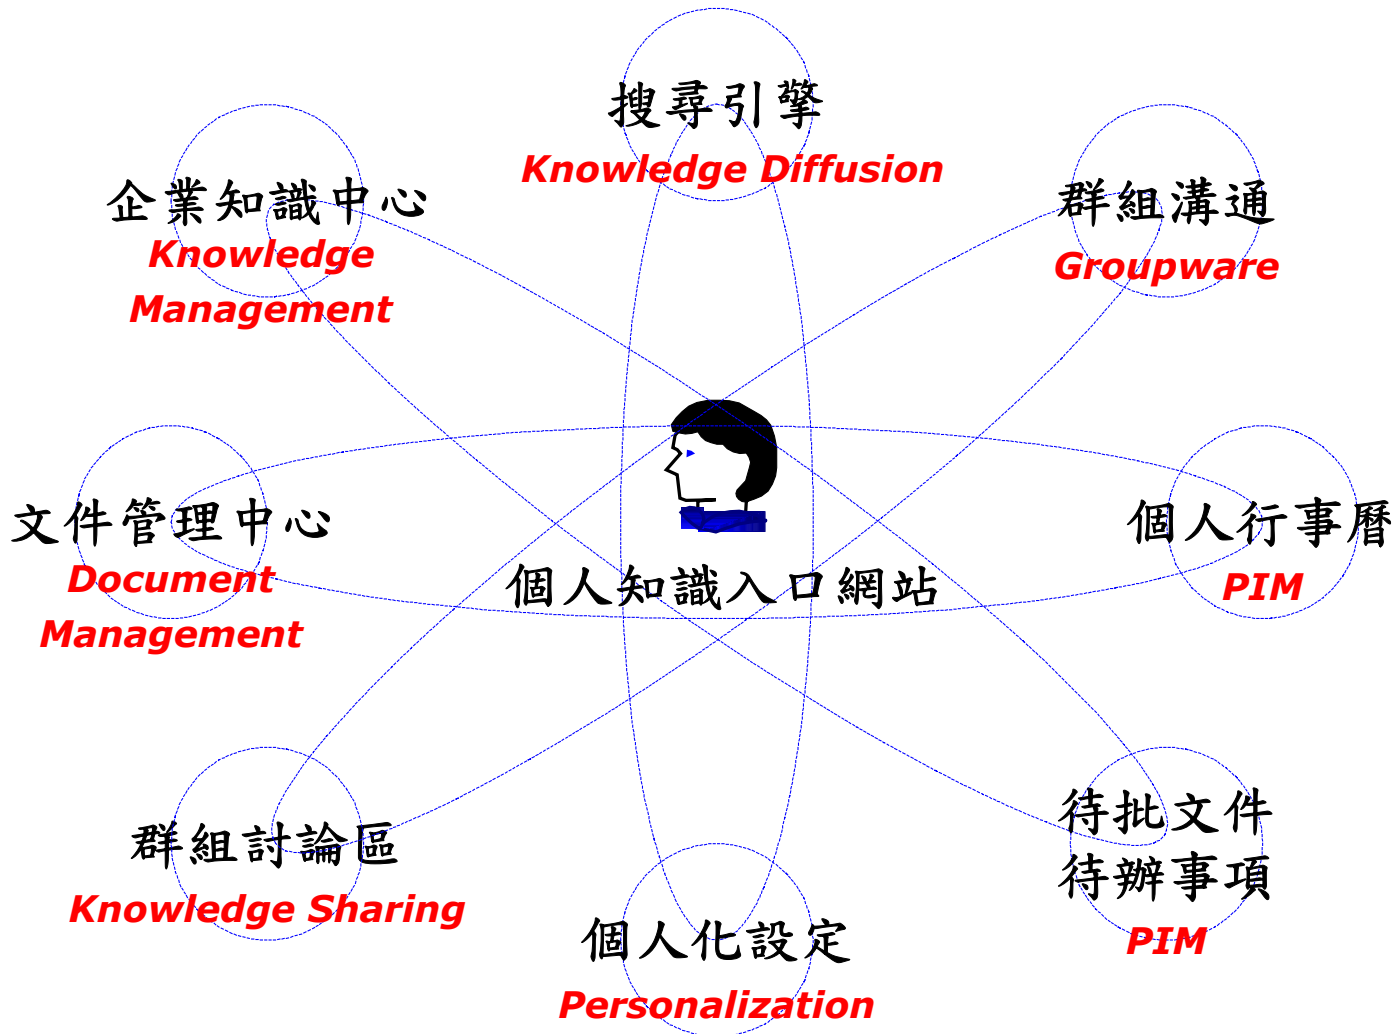 搜尋引擎
Knowledge Diffusion
企業知識中心
Knowledge
Management
群組溝通
Groupware
文件管理中心
Document
Management
個人知識入口網站
個人行事曆
PIM
群組討論區
Knowledge Sharing
個人化設定
Personalization
待批文件
待辦事項
PIM